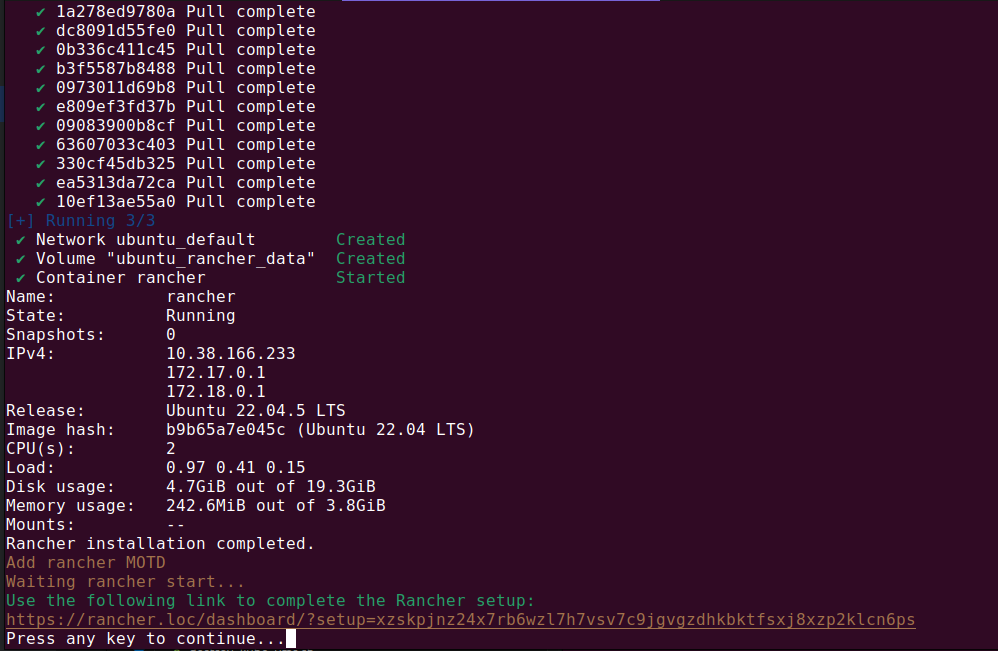 ✔ 1a278ed9780a Pull complete
✔ dc8091d55fe0 Pull complete
✔ 0b336c411c45 Pull complete
✔ b3f5587b8488 Pull complete
✔ 0973011d69b8 Pull complete
✔ e809ef3fd37b Pull complete
✔ 09083900b8cf Pull complete
✔ 63607033c403 Pull complete
✔ 330cf45db325 Pull complete
✔ ea5313da72ca Pull complete
✔ 10ef13ae55a0 Pull complete
[+] Running 3/3
✔ Network ubuntu_default Created
✔ Volume "ubuntu_rancher_data" Created
✔ Container rancher Started
Name: rancher
State: Running
Snapshots: 0
IPv4: 10.38.166.233
172.17.0.1
172.18.0.1
Release: Ubuntu 22.04.5 LTS
Image hash: b9b65a7e045c (Ubuntu 22.04 LTS)
CPU(s): 2
Load: 0.97 0.41 0.15
Disk usage: 4.7GiB out of 19.3GiB
Memory usage: 242.6MiB out of 3.8GiB
Mounts: --
Rancher installation completed.
Add rancher MOTD
Waiting rancher start...
Use the following link to complete the Rancher setup:
https://rancher.loc/dashboard/?setup=xzskpjnz24x7rb6wzl7h7vsv7c9jgvgzdhkbktfsxj8xzp2klcn6ps
Press any key to continue...